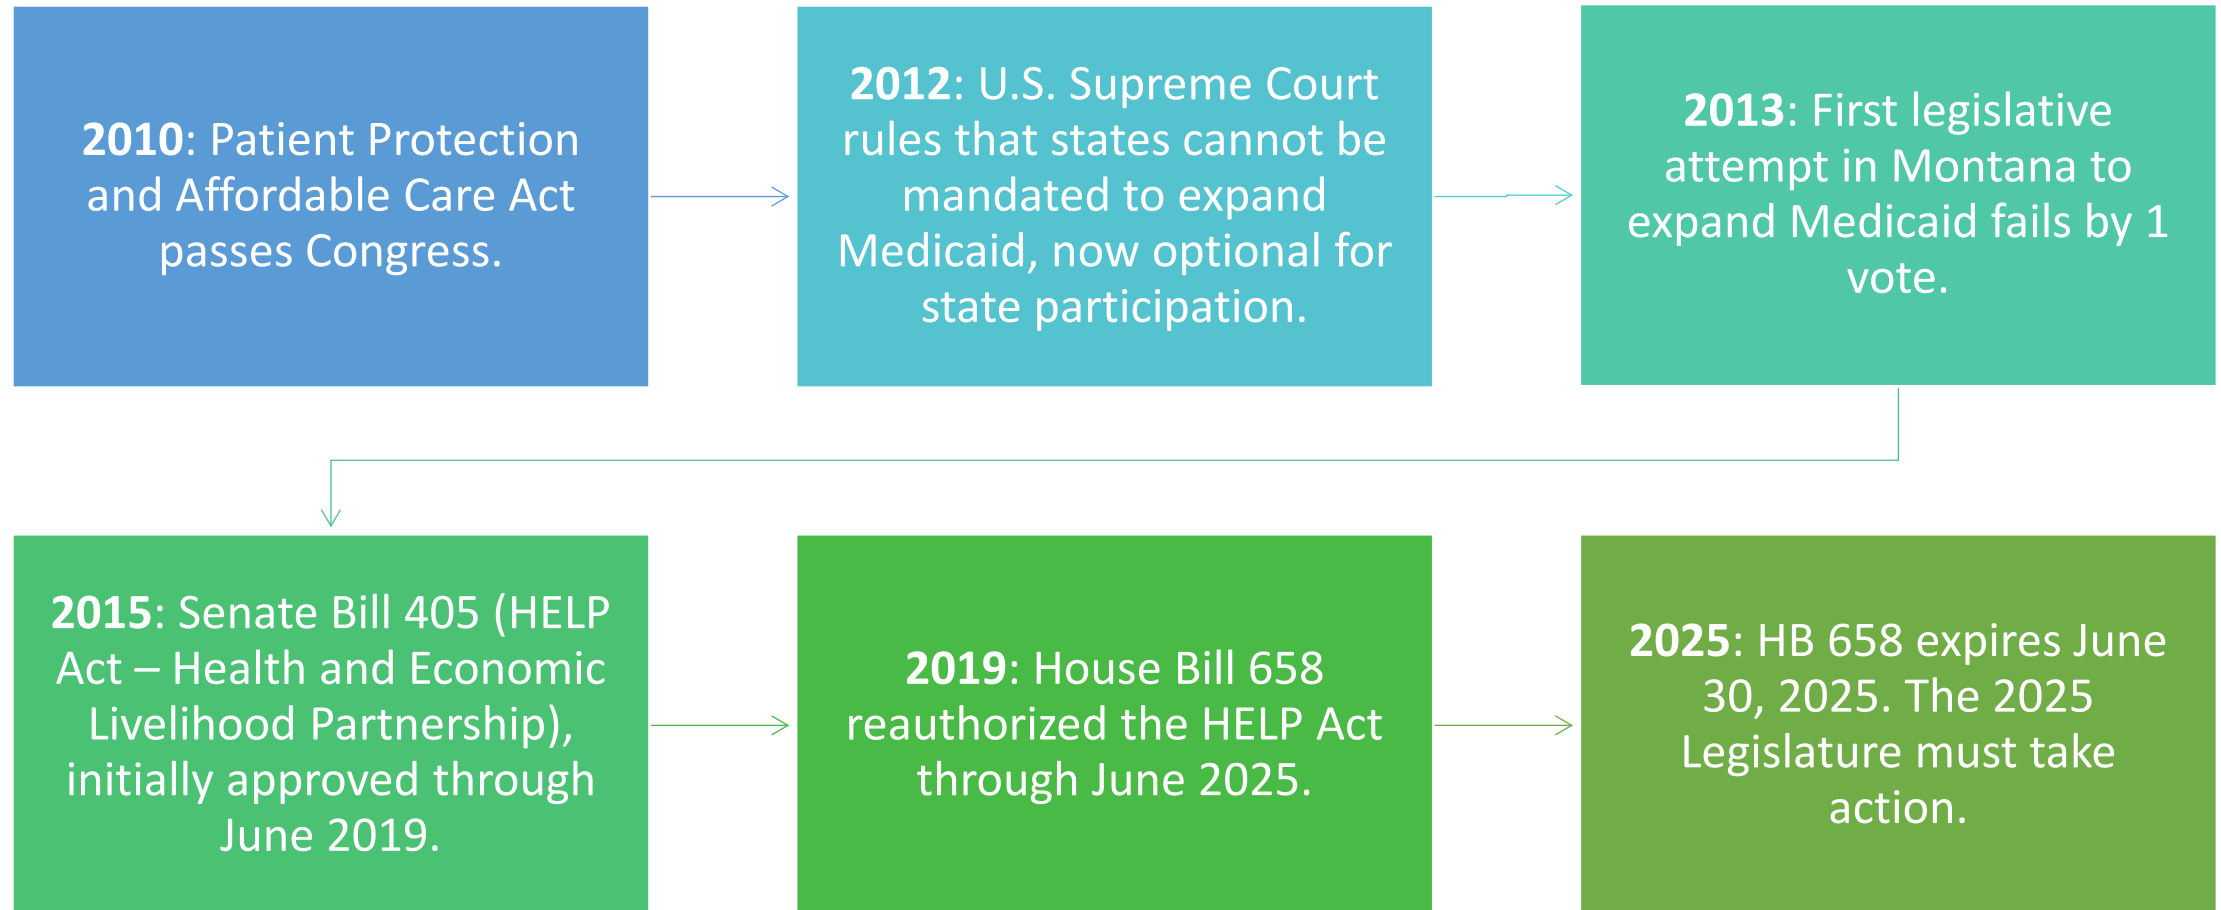 2010: Patient Protection
and Affordable Care Act
passes Congress.
2012: U.S. Supreme Court
rules that states cannot be
mandated to expand
Medicaid, now optional for
state participation.
2013: First legislative
attempt in Montana to
expand Medicaid fails by 1
vote.
2015: Senate Bill 405 (HELP
Act – Health and Economic
Livelihood Partnership),
initially approved through
June 2019.
2019: House Bill 658
reauthorized the HELP Act
through June 2025.
2025: HB 658 expires June
30, 2025. The 2025
Legislature must take
action.